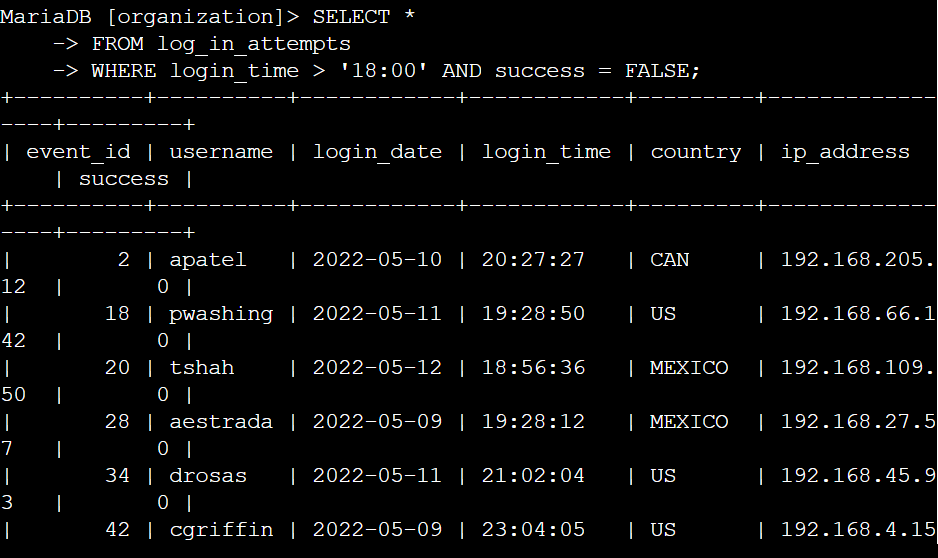 MariaDB [organization]> SELECT *
    -> FROM log_in_attempts
    -> WHERE login_time > '18:00' AND success = FALSE;
+----------+----------+------------+------------+---------+-------------
----+---------+
| event_id | username | login_date | login_time | country | ip_address
    | success |
+----------+----------+------------+------------+---------+-------------
----+---------+
|        2 | apatel   | 2022-05-10 | 20:27:27   | CAN     | 192.168.205.
12  |       0 |
|       18 | pwashing | 2022-05-11 | 19:28:50   | US      | 192.168.66.1
42  |       0 |
|       20 | tshah    | 2022-05-12 | 18:56:36   | MEXICO  | 192.168.109.
50  |       0 |
|       28 | aestrada | 2022-05-09 | 19:28:12   | MEXICO  | 192.168.27.5
7   |       0 |
|       34 | drosas   | 2022-05-11 | 21:02:04   | US      | 192.168.45.9
3   |       0 |
|       42 | cgriffin | 2022-05-09 | 23:04:05   | US      | 192.168.4.15